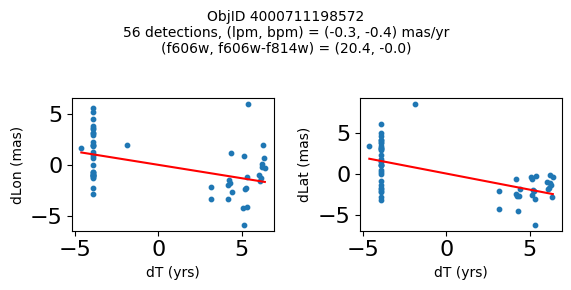 ObjID 4000711198572
56 detections, (lpm, bpm) = (-0.3, -0.4) mas/yr
(f606w, f606w-f814w) = (20.4, -0.0)
dLon (mas)
5
0
−5
−5
0
5
dT (yrs)
dLat (mas)
5
0
−5
−5
0
5
dT (yrs)